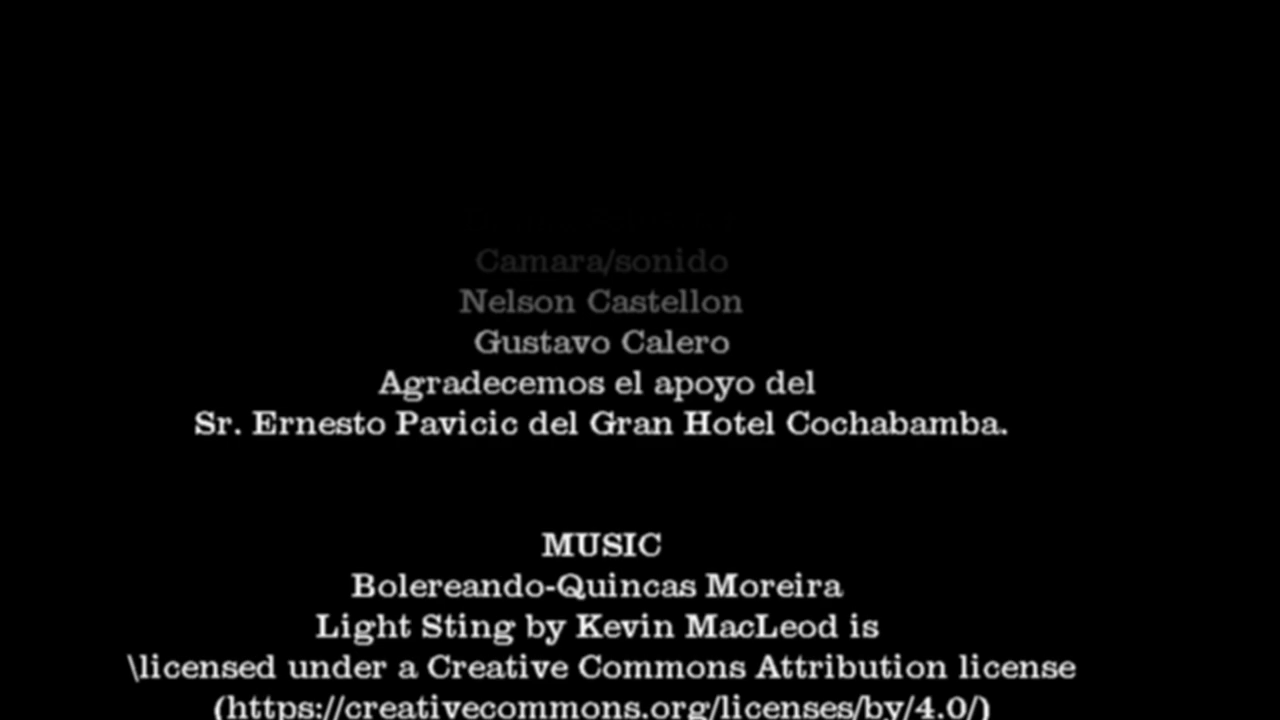 Camara/sonido
Nelson Castellon
Gustavo Calero
Agradecemos el apoyo del
Sr. Ernesto Pavicic del Gran Hotel Cochabamba.
MUSIC
Bolereando-Quincas Moreira
Light Sting by Kevin MacLeod is
\licensed under a Creative Commons Attribution license
(https://creativecommons.org/licenses/by/4.0/)